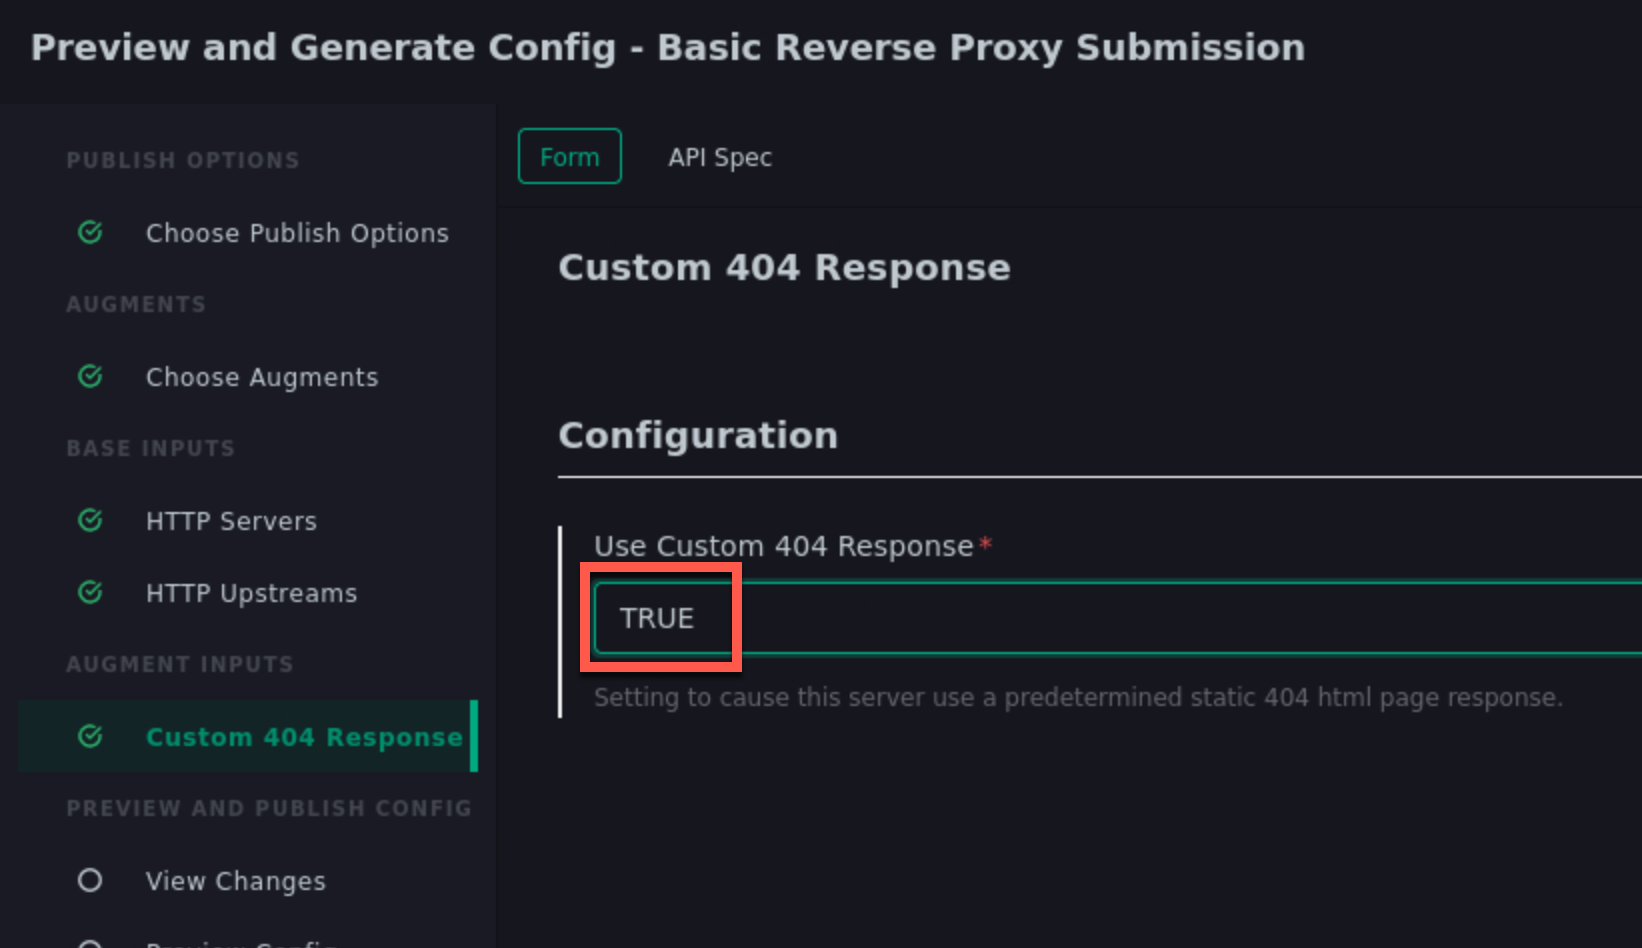 Preview and Generate Config - Basic Reverse Proxy Submission
PUBLISH OPTIONS
Choose Publish Options
AUGMENTS
Choose Augments
BASE INPUTS
HTTP Servers
HTTP Upstreams
AUGMENT INPUTS
Custom 404 Response
PREVIEW AND PUBLISH CONFIG
View Changes
Preview Config
Form
API Spec
Custom 404 Response
Configuration
Use Custom 404 Response*
TRUE
Setting to cause this server use a predetermined static 404 html page response.